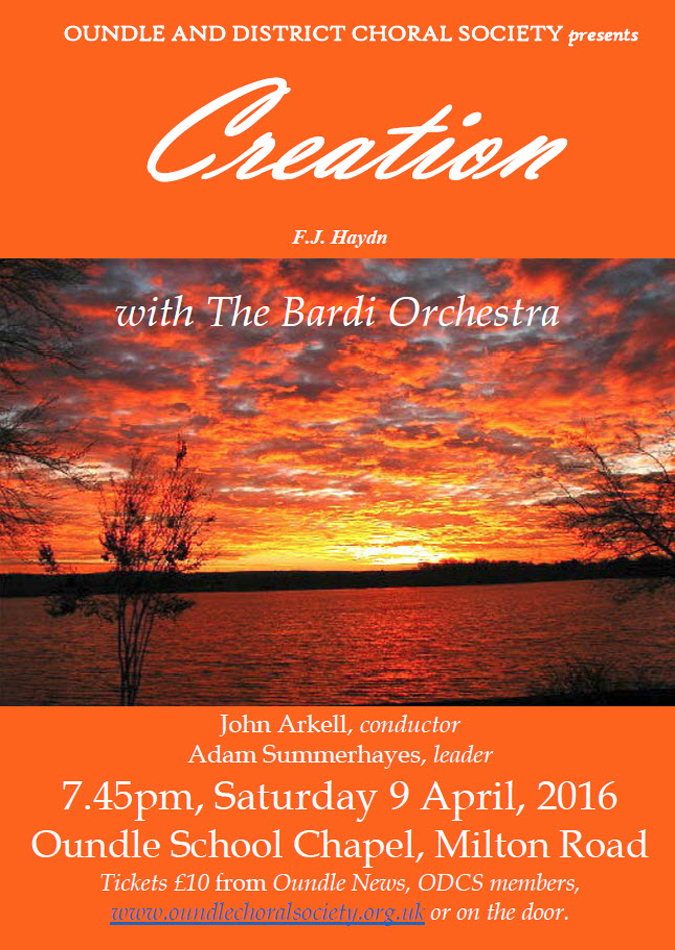 OUNDLE AND DISTRICT CHORAL SOCIETY presents
Creation
F.J. Haydn
with The Bardi Orchestra
John Arkell, conductor
Adam Summerhayes, leader
7.45pm, Saturday 9 April, 2016
Oundle School Chapel, Milton Road
Tickets £10 from Oundle News, ODCS members,
www.oundlechoralsociety.org.uk or on the door.